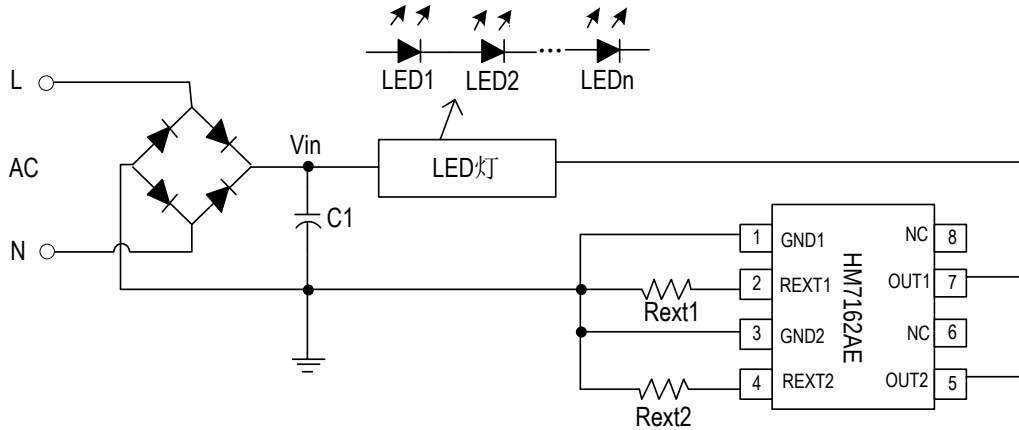 LED1
LED2
LEDn
L
AC
N
Vin
LED灯
C1
1
GND1
2
REXT1
3
GND2
4
REXT2
Rext1
Rext2
HM7162AE
NC
8
OUT1
7
NC
6
OUT2
5